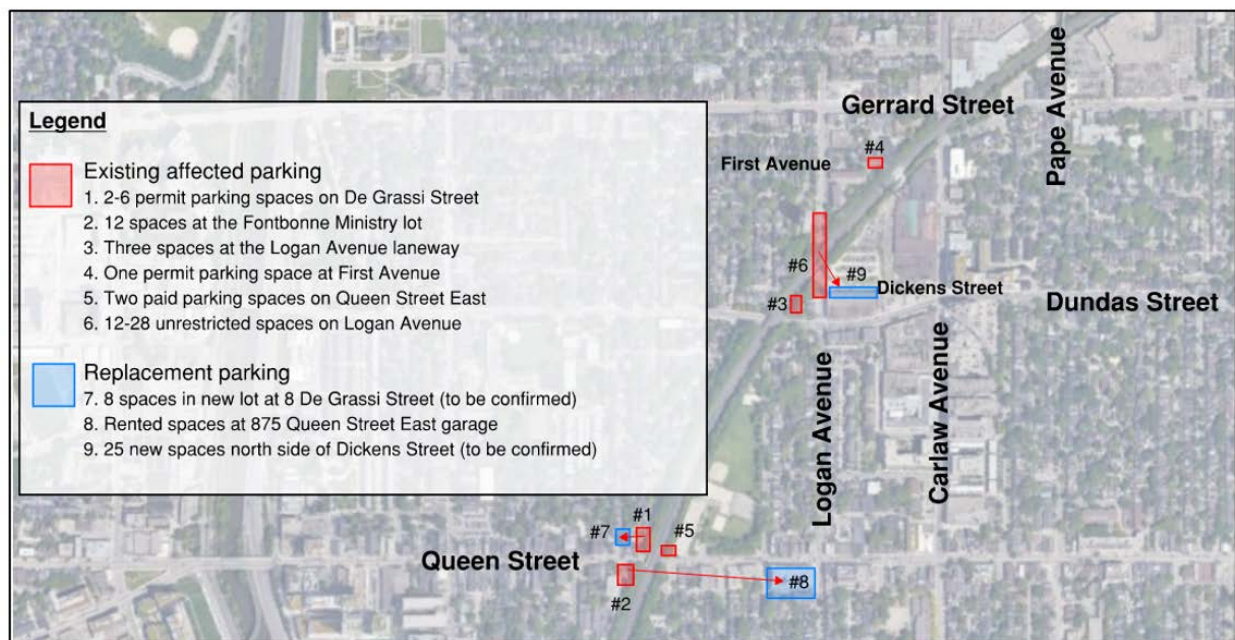 Gerrard Street
Pape Avenue
Legend
Existing affected parking
1. 2-6 permit parking spaces on De Grassi Street
2. 12 spaces at the Fontbonne Ministry lot
3. Three spaces at the Logan Avenue laneway
4. One permit parking space at First Avenue
5. Two paid parking spaces on Queen Street East
6. 12-28 unrestricted spaces on Logan Avenue
Replacement parking
7. 8 spaces in new lot at 8 De Grassi Street (to be confirmed)
8. Rented spaces at 875 Queen Street East garage
9. 25 new spaces north side of Dickens Street (to be confirmed)
#4
First Avenue
#6
#9
Dickens Street
#3
Dundas Street
Logan Avenue
Carlaw Avenue
#1
#7
#5
Queen Street
#8
#2